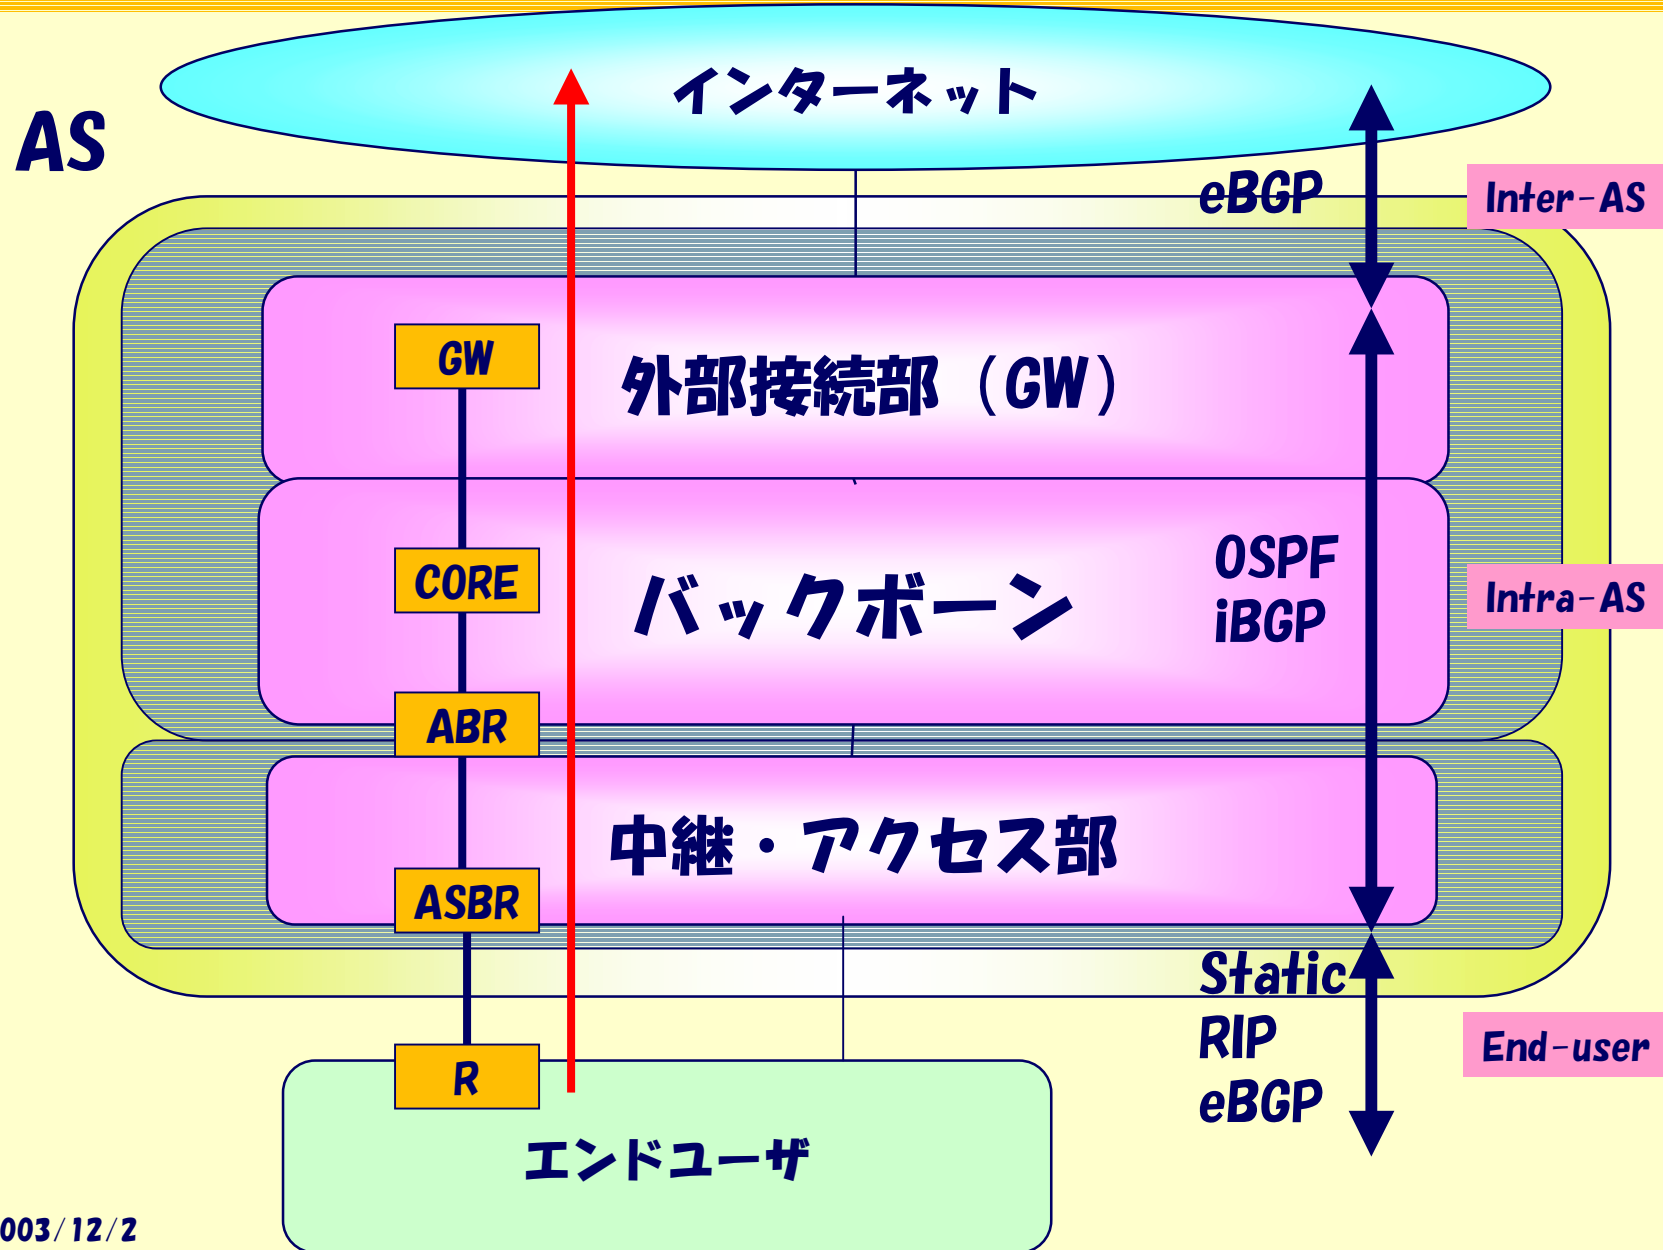 インターネット
AS
eBGP
Inter-AS
GW
外部接続部（GW）
CORE
バックボーン
OSPF
iBGP
Intra-AS
ABR
中継・アクセス部
ASBR
Static
RIP
eBGP
End-user
R
エンドユーザ
003/12/2